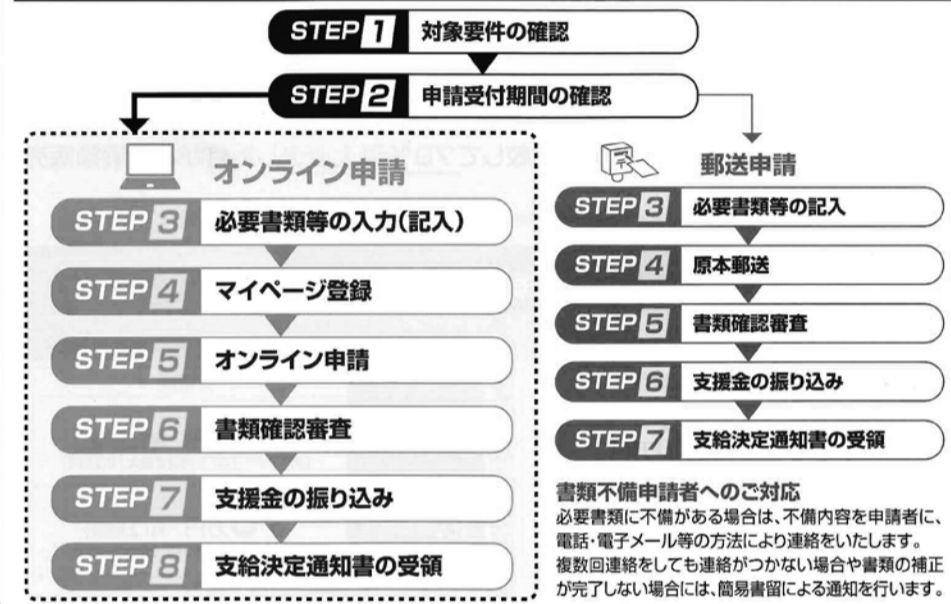 STEP 1 対象要件の確認
STEP 2 申請受付期間の確認
オンライン申請
STEP 3 必要書類等の入力(記入)
STEP 4 マイページ登録
STEP 5 オンライン申請
STEP 6 書類確認審査
STEP 7 支援金の振り込み
STEP 8 支給決定通知書の受領
郵送申請
STEP 3 必要書類等の記入
STEP 4 原本郵送
STEP 5 書類確認審査
STEP 6 支援金の振り込み
STEP 7 支給決定通知書の受領
書類不備申請者へのご対応
必要書類に不備がある場合は、不備内容を申請者に、
電話・電子メール等の方法により連絡をいたします。
複数回連絡をしても連絡がつかない場合や書類の補正
が完了しない場合には、簡易書留による通知を行います。